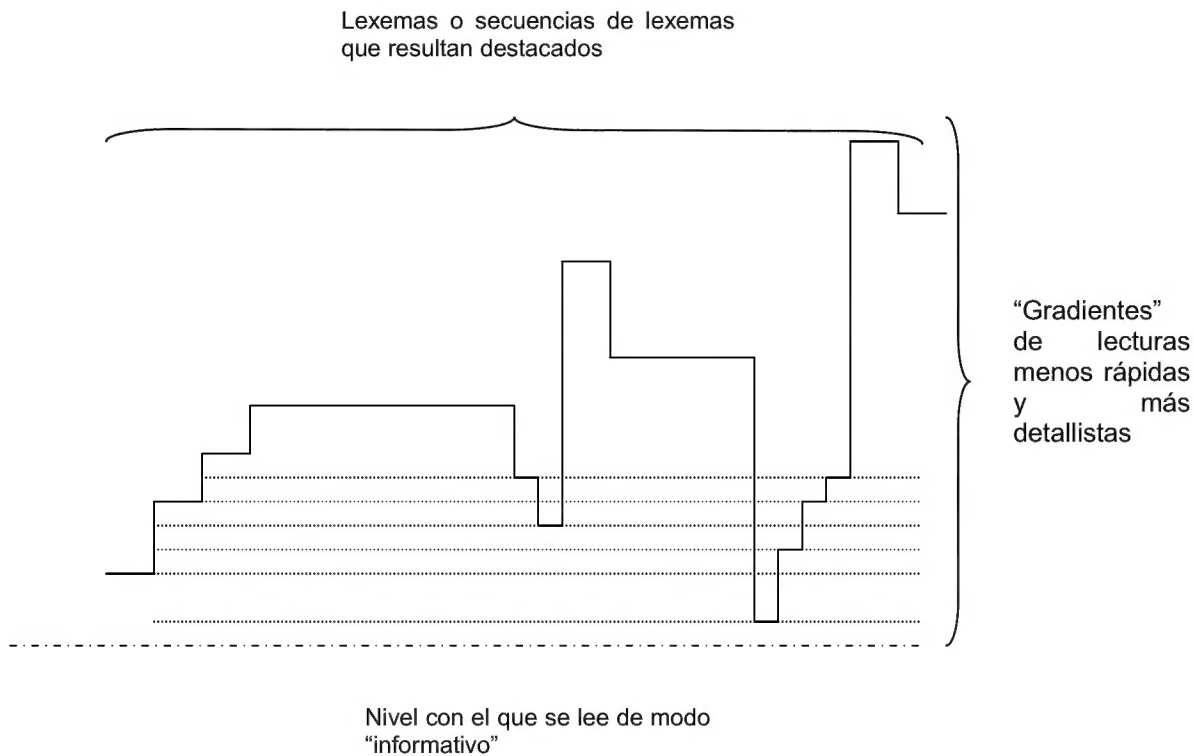 Lexemas o secuencias de lexemas
que resultan destacados
“Gradientes”
de lecturas
menos rápidas
y más
detallistas
Nivel con el que se lee de modo
“informativo”